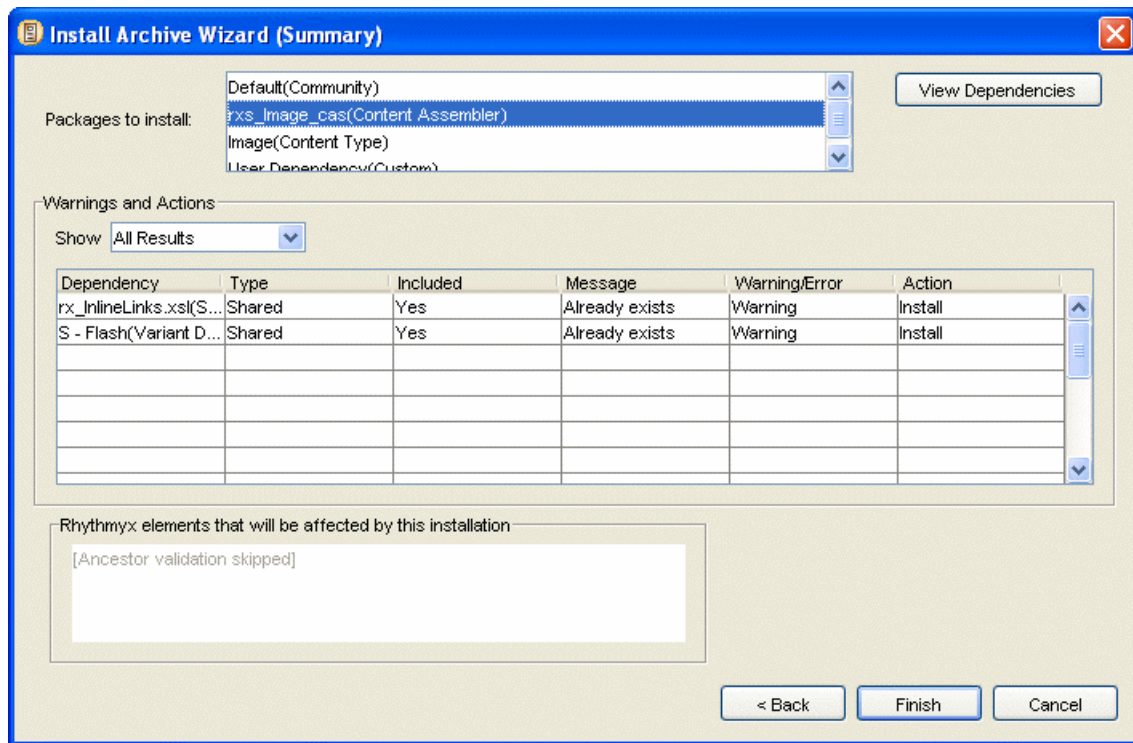 Install Archive Wizard (Summary)
Packages to install:
Default(Community)
rxs_Image_cas(Content Assembler)
Image(Content Type)
User Dependency(Custom)
View Dependencies
Warnings and Actions
Show All Results
Dependency Type Included Message Warning/Error Action
rx_InlineLinks.xsl(S... Shared Yes Already exists Warning Install
S - Flash(Variant D... Shared Yes Already exists Warning Install
Rhythmyx elements that will be affected by this installation
[Ancestor validation skipped]
< Back Finish Cancel